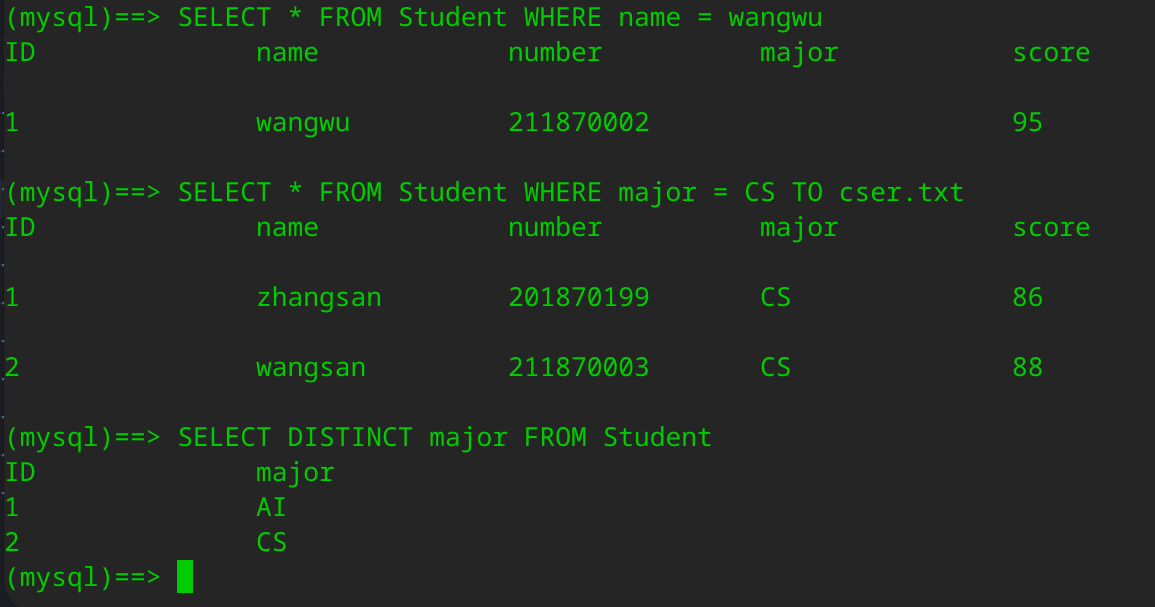 (mysql)==> SELECT * FROM Student WHERE name = wangwu
ID name number major score
1 wangwu 211870002 95
(mysql)==> SELECT * FROM Student WHERE major = CS TO cser.txt
ID name number major score
1 zhangsan 201870199 CS 86
2 wangsan 211870003 CS 88
(mysql)==> SELECT DISTINCT major FROM Student
ID major
1 AI
2 CS
(mysql)==>